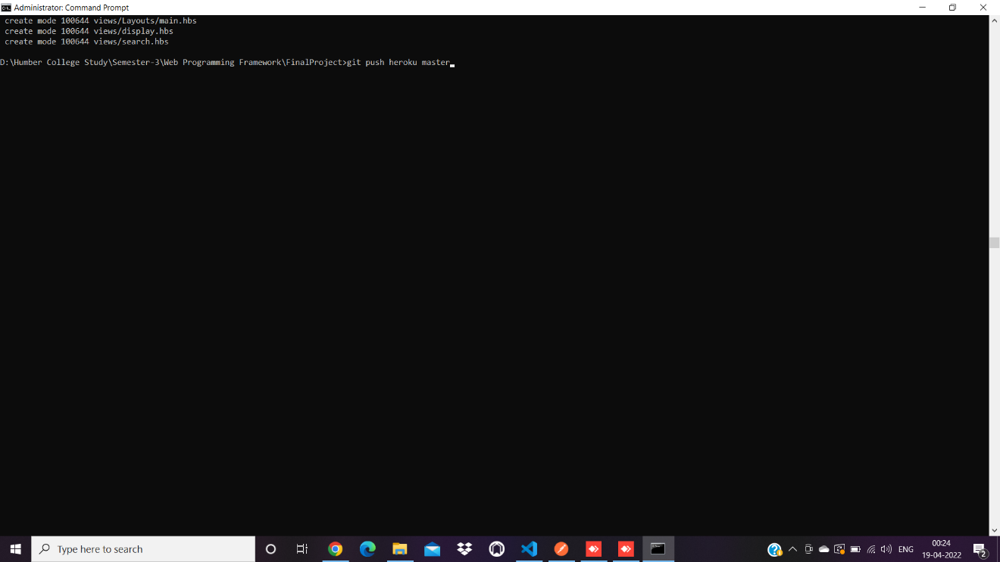 Administrator: Command Prompt
create mode 100644 views/Layouts/main.hbs
create mode 100644 views/display.hbs
create mode 100644 views/search.hbs
D:\Humber College Study\Semester-3\Web Programming Framework\FinalProject>git push heroku master
Type here to search
ENG
00:24
19-04-2022
2